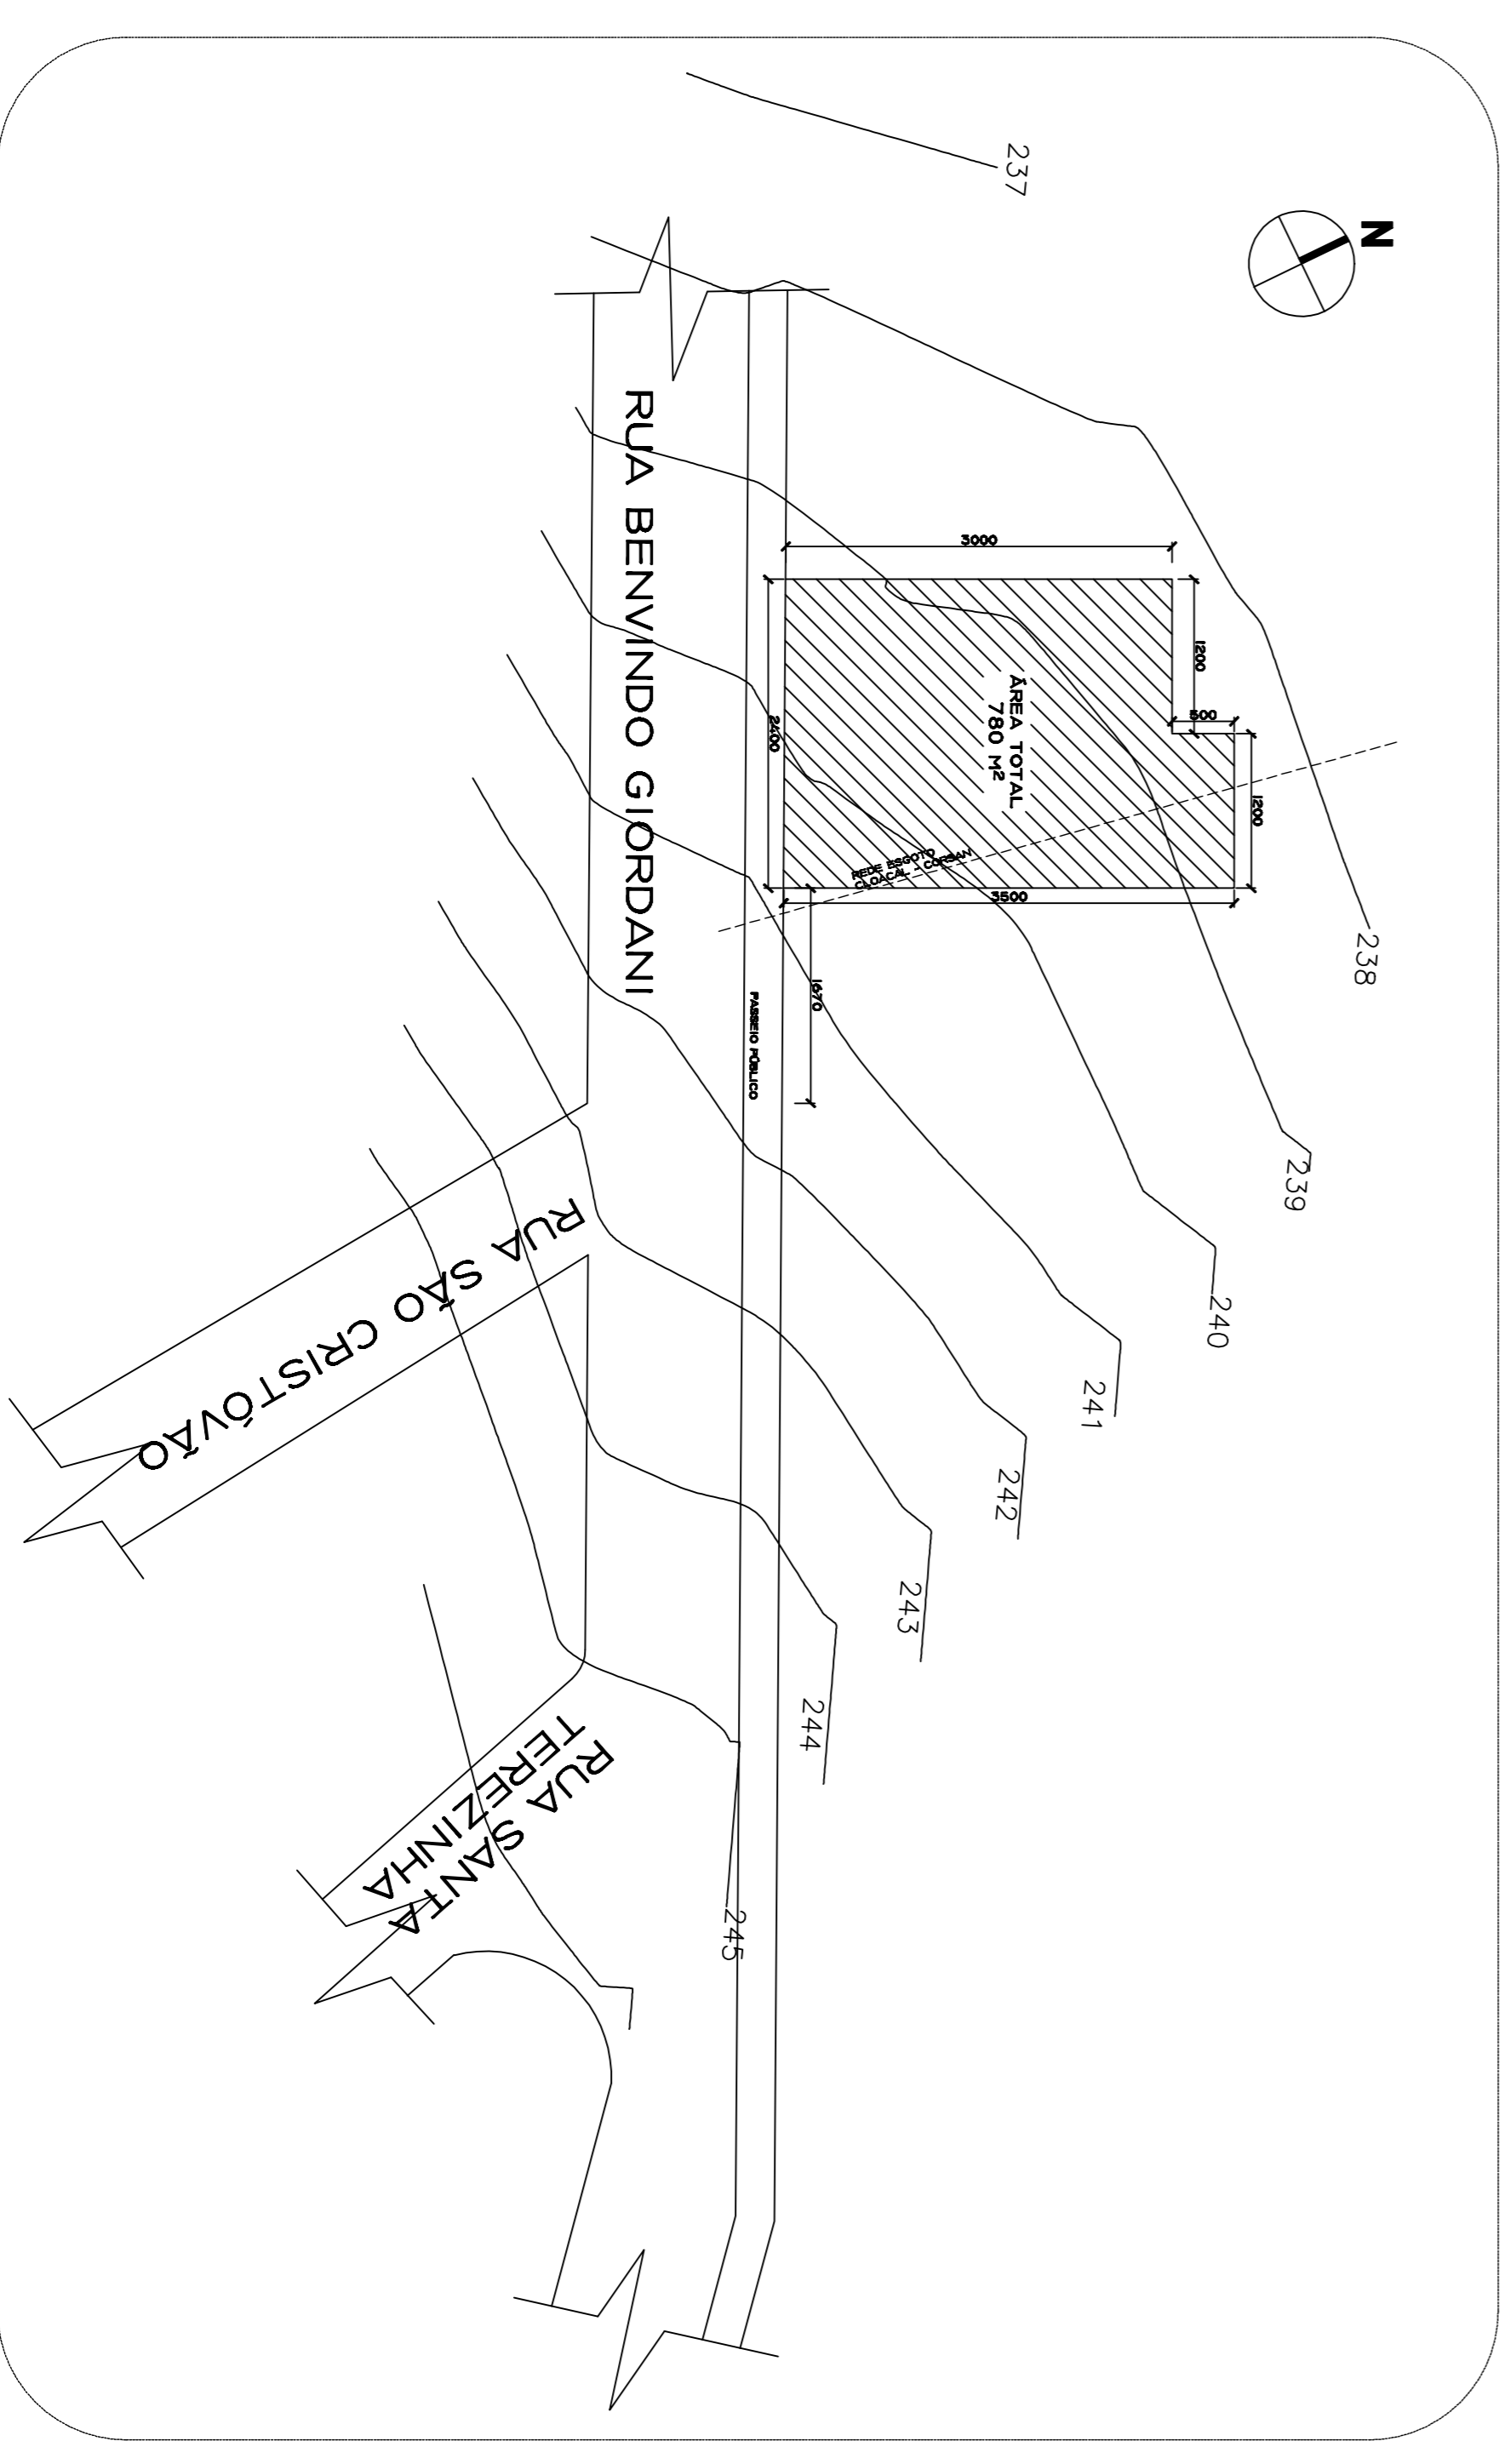 N
237
238
239
240
241
242
243
244
245
3000
1200
500
1200
ÁREA TOTAL
780 M²
2400
3500
REDE ESGOTO
CLOACAL - CORSAN
1670
PASSEIO PÚBLICO
RUA BENVINDO GIORDANI
RUA SÃO CRISTÓVÃO
RUA SANTA
TEREZINHA